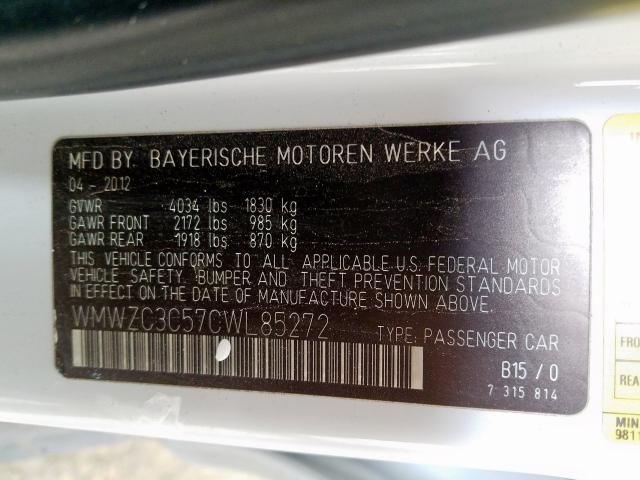 MFD BY. BAYERISCHE MOTOREN WERKE AG
04 - 2012
GVWR 4034 lbs 1830 kg
GAWR FRONT 2172 lbs 985 kg
GAWR REAR 1918 lbs 870 kg
THIS VEHICLE CONFORMS TO ALL APPLICABLE U.S. FEDERAL MOTOR
VEHICLE SAFETY, BUMPER AND THEFT PREVENTION STANDARDS
IN EFFECT ON THE DATE OF MANUFACTURE SHOWN ABOVE.
WMWZC3C57CWL85272 TYPE: PASSENGER CAR
B15 / 0
7 315 814
MINI
9811